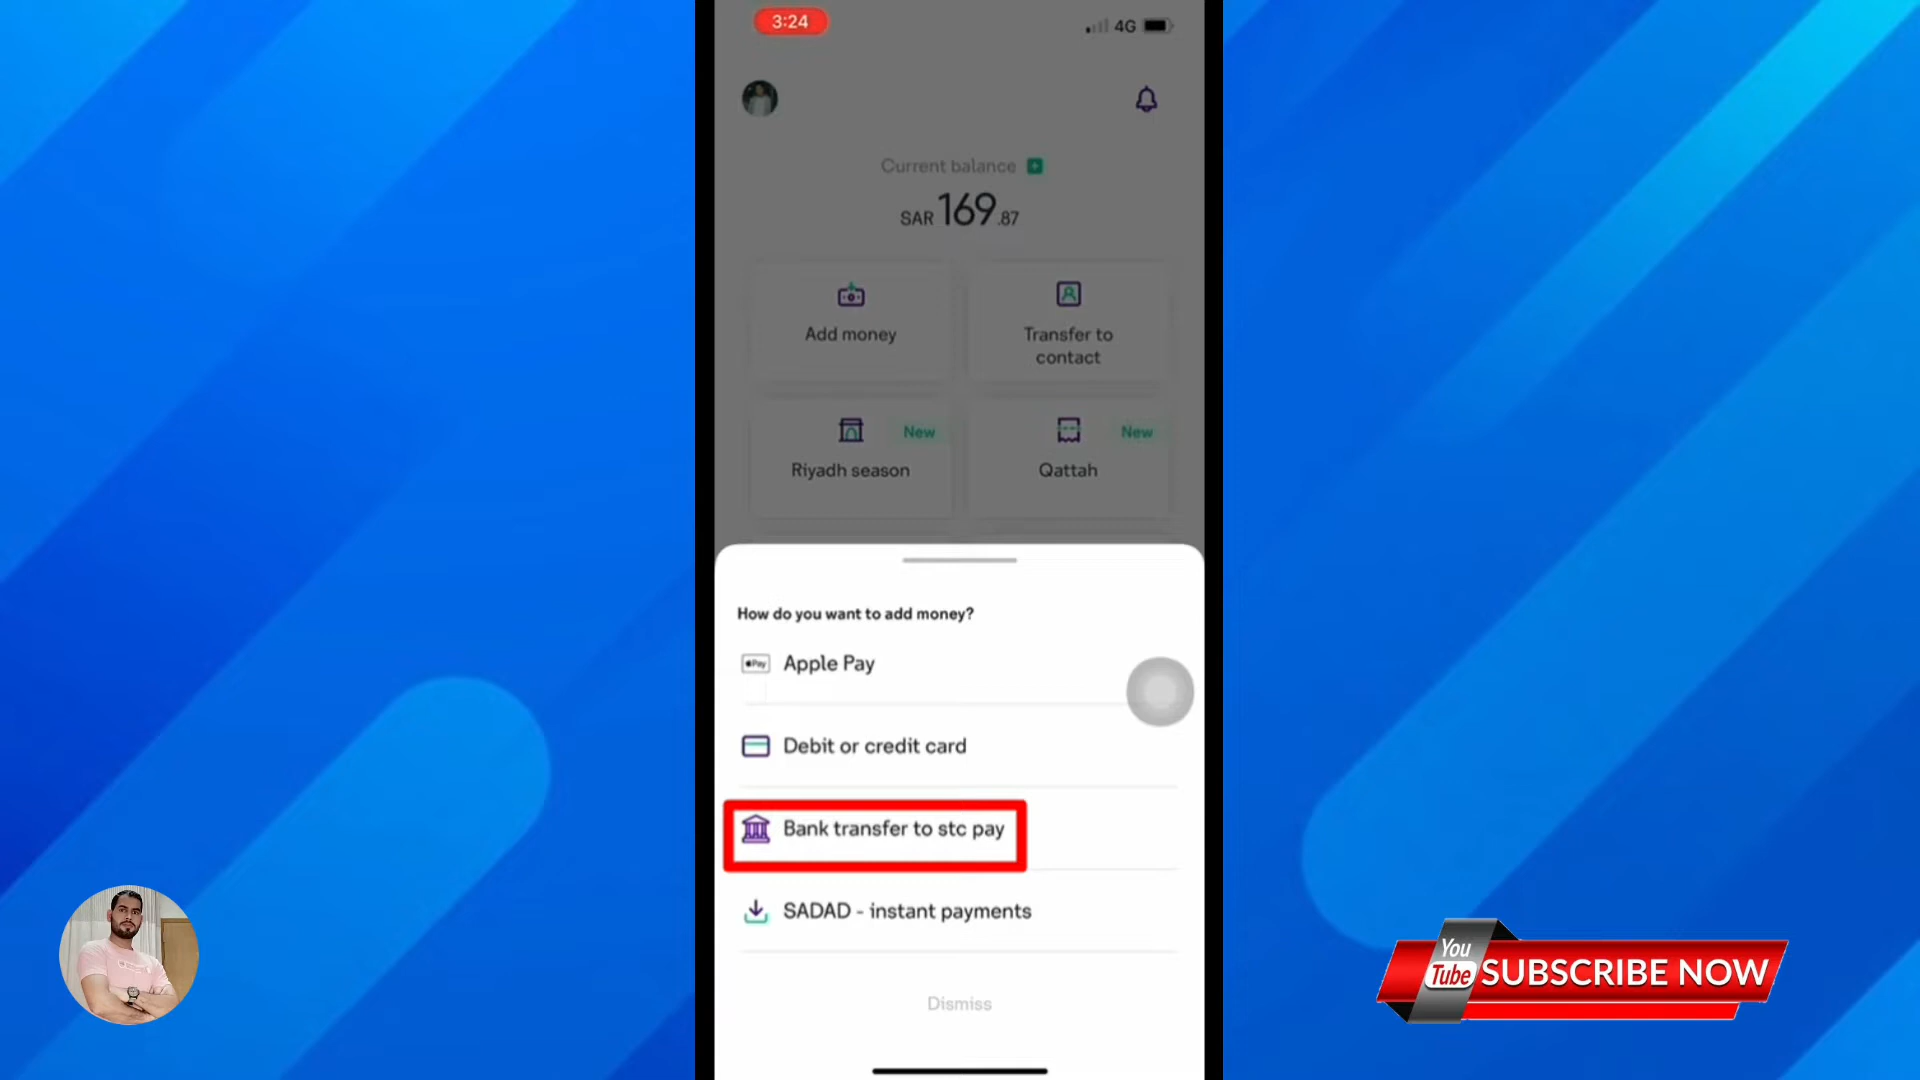 3:24
4G
Current balance
SAR 169.87
Add money
Transfer to
contact
New
New
Riyadh season
Qattah
How do you want to add money?
Pay Apple Pay
Debit or credit card
Bank transfer to stc pay
SADAD - instant payments
Dismiss
You
Tube SUBSCRIBE NOW